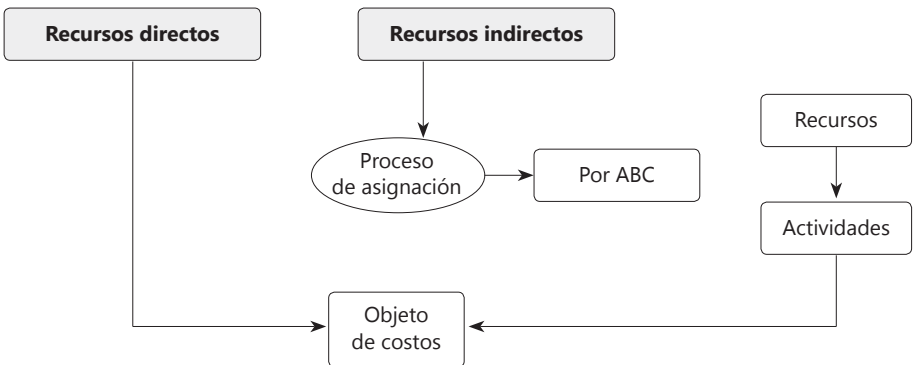 Recursos directos
Recursos indirectos
Recursos
Proceso
de asignación
Por ABC
Actividades
Objeto
de costos